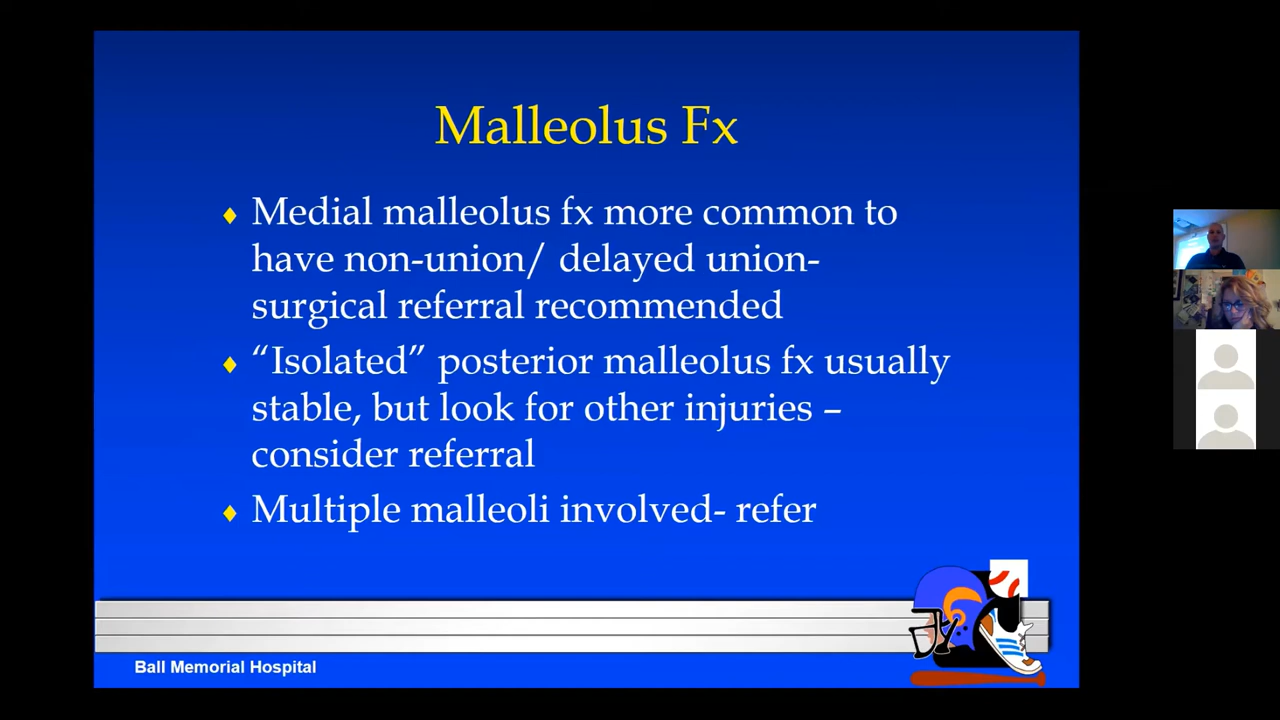 Malleolus Fx
Medial malleolus fx more common to
have non-union/ delayed union-
surgical referral recommended
“Isolated” posterior malleolus fx usually
stable, but look for other injuries –
consider referral
Multiple malleoli involved- refer
Ball Memorial Hospital